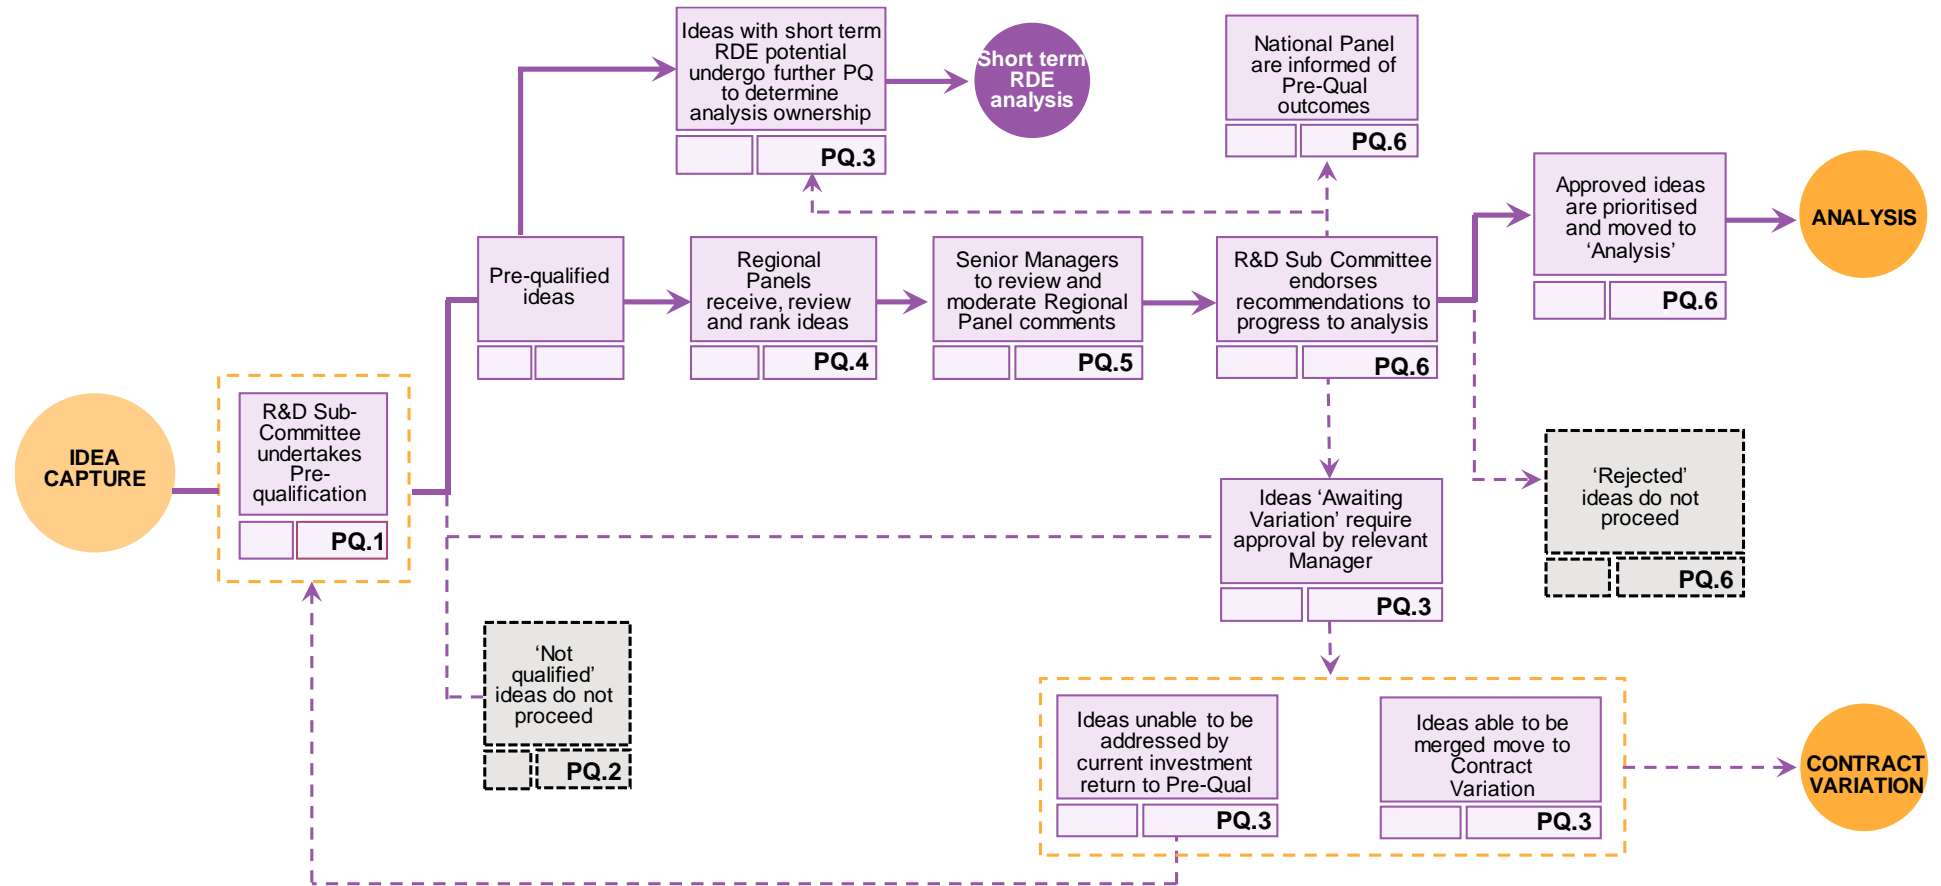 Ideas with short term
RDE potential
undergo further PQ
to determine
analysis ownership
PQ.3
Short term
RDE
analysis
National Panel
are informed of
Pre-Qual
outcomes
PQ.6
Approved ideas
are prioritised
and moved to
‘Analysis’
PQ.6
ANALYSIS
Pre-qualified
ideas
Regional
Panels
receive, review
and rank ideas
PQ.4
Senior Managers
to review and
moderate Regional
Panel comments
PQ.5
R&D Sub Committee
endorses
recommendations to
progress to analysis
PQ.6
IDEA
CAPTURE
R&D Sub-
Committee
undertakes
Pre-
qualification
PQ.1
‘Not
qualified’
ideas do not
proceed
PQ.2
Ideas ‘Awaiting
Variation’ require
approval by relevant
Manager
PQ.3
‘Rejected’
ideas do not
proceed
PQ.6
Ideas unable to be
addressed by
current investment
return to Pre-Qual
PQ.3
Ideas able to be
merged move to
Contract
Variation
PQ.3
CONTRACT
VARIATION